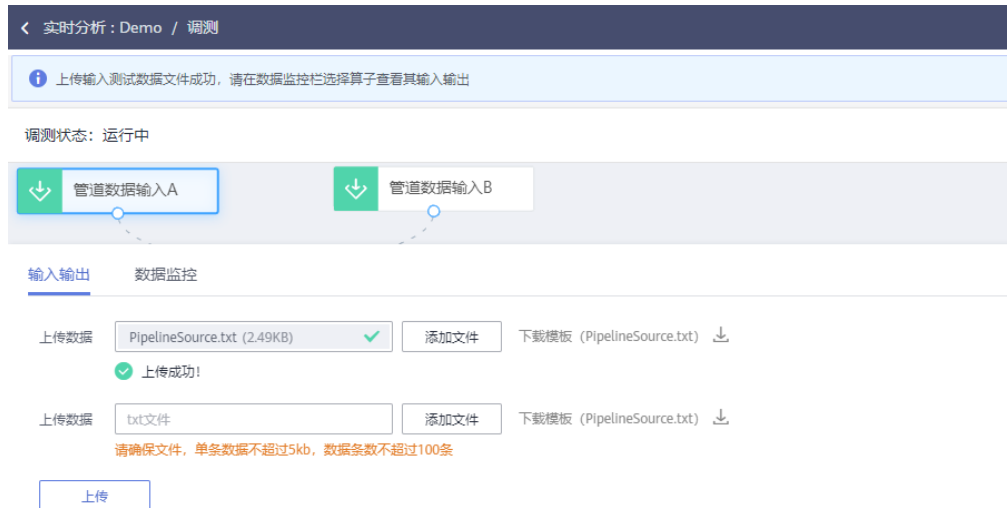 实时分析 : Demo / 调测
上传输入测试数据文件成功，请在数据监控栏选择算子查看其输入输出
调测状态：运行中
管道数据输入A 管道数据输入B
输入输出 数据监控
上传数据 PipelineSource.txt (2.49KB) 添加文件 下载模板 (PipelineSource.txt)
上传成功!
上传数据 txt文件 添加文件 下载模板 (PipelineSource.txt)
请确保文件，单条数据不超过5kb，数据条数不超过100条
上传